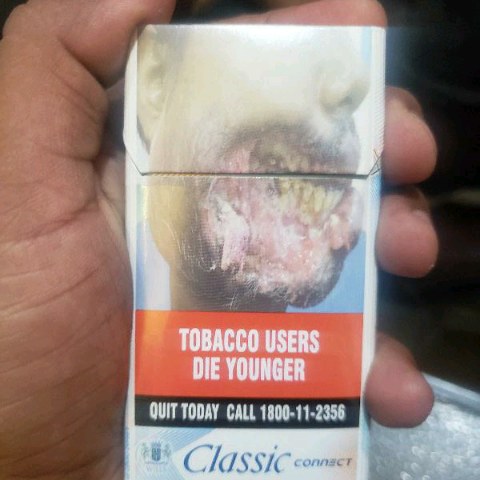 TOBACCO USERS
DIE YOUNGER
QUIT TODAY CALL 1800-11-2356
Classic CONNECT